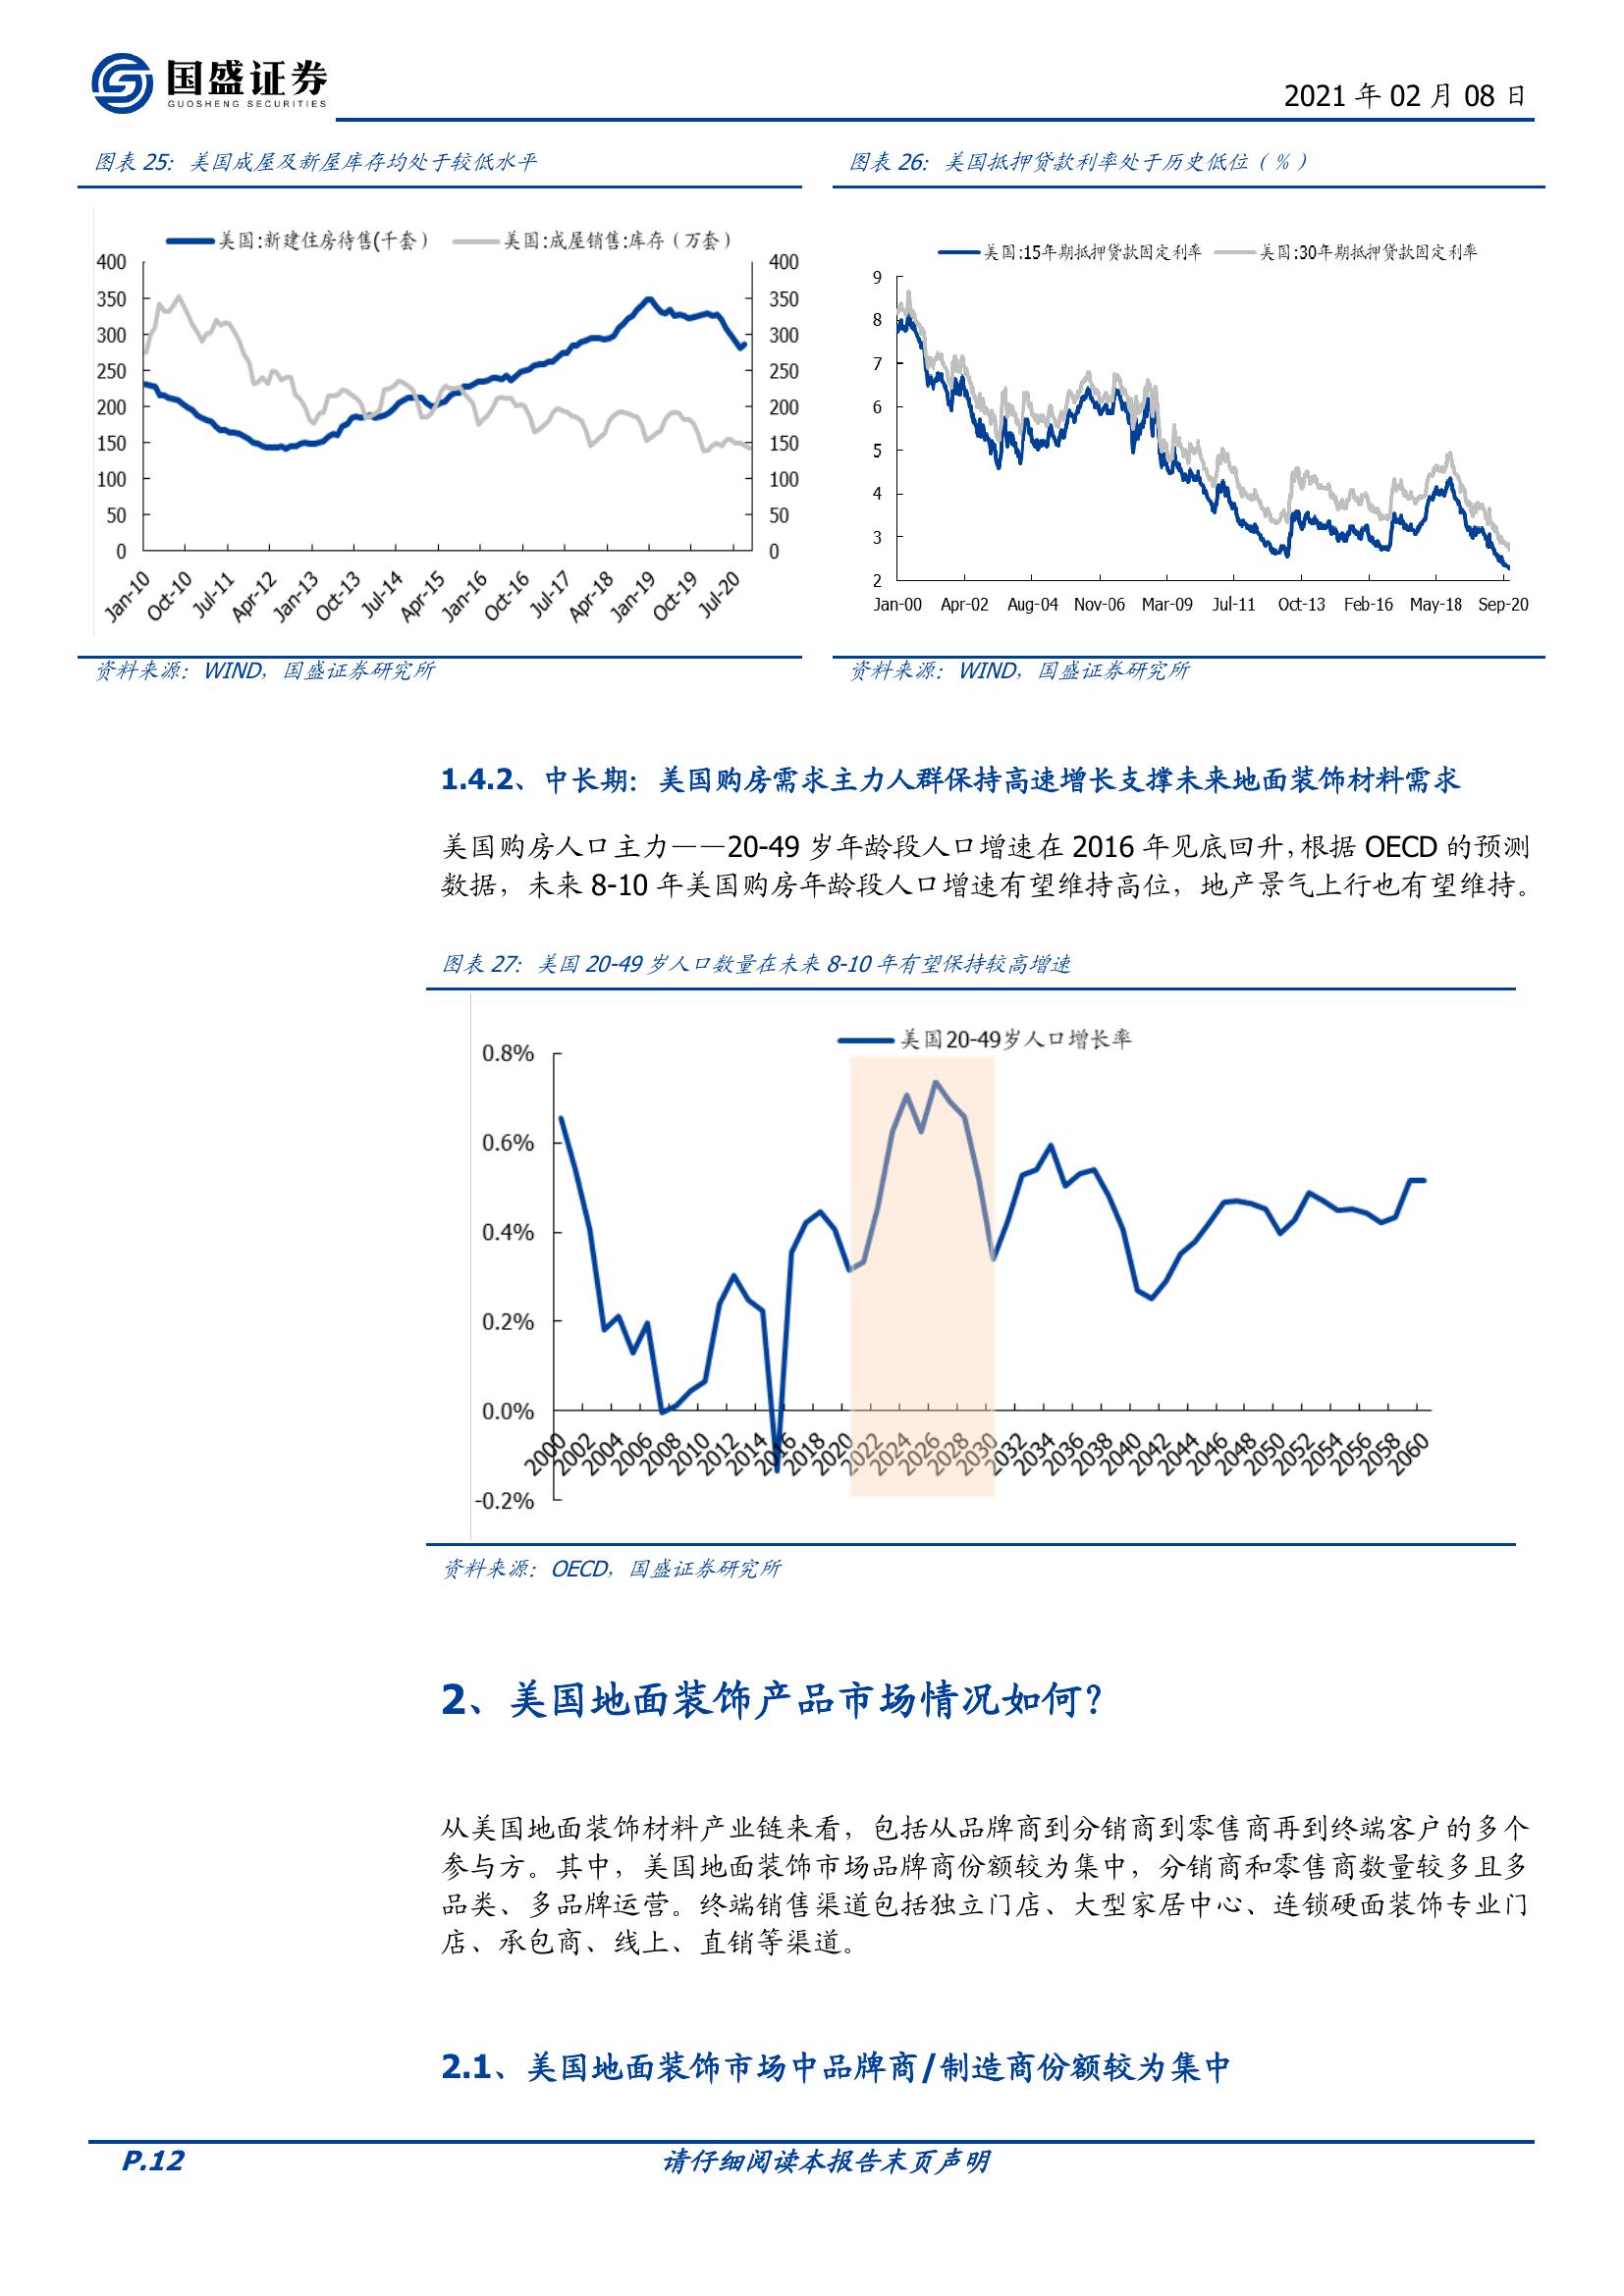 国盛证券
GUOSHENG SECURITIES
2021 年 02 月 08 日
图表 25：美国成屋及新屋库存均处于较低水平
美国:新建住房待售(千套）
美国:成屋销售:库存（万套）
400
350
300
250
200
150
100
50
0
400
350
300
250
200
150
100
50
0
Jan-10
Oct-10
Jul-11
Apr-12
Jan-13
Oct-13
Jul-14
Apr-15
Jan-16
Oct-16
Jul-17
Apr-18
Jan-19
Oct-19
Jul-20
资料来源：WIND，国盛证券研究所
图表 26：美国抵押贷款利率处于历史低位（%）
美国:15年期抵押贷款固定利率
美国:30年期抵押贷款固定利率
9
8
7
6
5
4
3
2
Jan-00
Apr-02
Aug-04
Nov-06
Mar-09
Jul-11
Oct-13
Feb-16
May-18
Sep-20
资料来源：WIND，国盛证券研究所
1.4.2、中长期：美国购房需求主力人群保持高速增长支撑未来地面装饰材料需求
美国购房人口主力——20-49 岁年龄段人口增速在 2016 年见底回升，根据 OECD 的预测
数据，未来 8-10 年美国购房年龄段人口增速有望维持高位，地产景气上行也有望维持。
图表 27：美国 20-49 岁人口数量在未来 8-10 年有望保持较高增速
美国20-49岁人口增长率
0.8%
0.6%
0.4%
0.2%
0.0%
-0.2%
2000
2002
2004
2006
2008
2010
2012
2014
2016
2018
2020
2022
2024
2026
2028
2030
2032
2034
2036
2038
2040
2042
2044
2046
2048
2050
2052
2054
2056
2058
2060
资料来源：OECD，国盛证券研究所
2、美国地面装饰产品市场情况如何？
从美国地面装饰材料产业链来看，包括从品牌商到分销商到零售商再到终端客户的多个
参与方。其中，美国地面装饰市场品牌商份额较为集中，分销商和零售商数量较多且多
品类、多品牌运营。终端销售渠道包括独立门店、大型家居中心、连锁硬面装饰专业门
店、承包商、线上、直销等渠道。
2.1、美国地面装饰市场中品牌商/制造商份额较为集中
P.12
请仔细阅读本报告末页声明